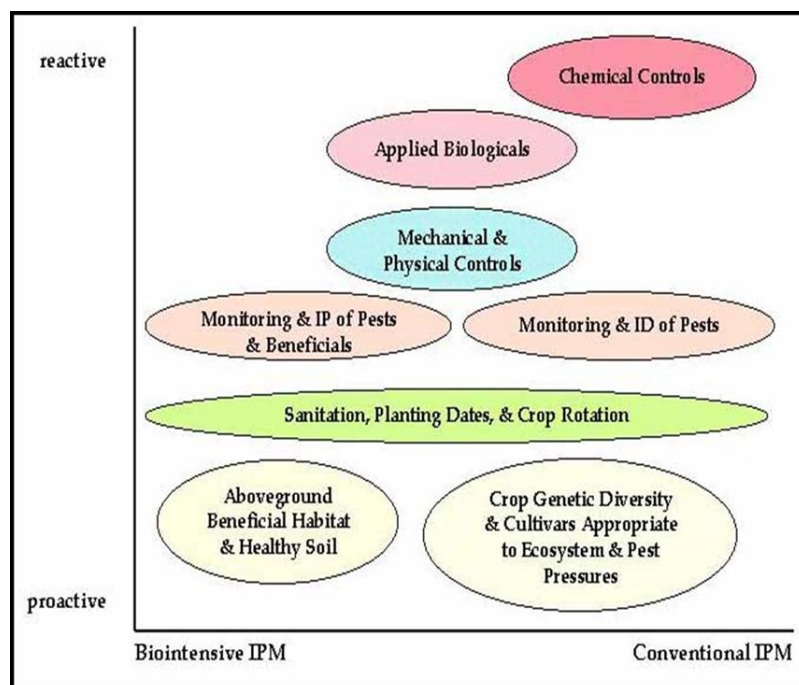 reactive
Chemical Controls
Applied Biologicals
Mechanical &
Physical Controls
Monitoring & IP of Pests
& Beneficials
Monitoring & ID of Pests
Sanitation, Planting Dates, & Crop Rotation
Aboveground
Beneficial Habitat
& Healthy Soil
Crop Genetic Diversity
& Cultivars Appropriate
to Ecosystem & Pest
Pressures
proactive
Biointensive IPM
Conventional IPM